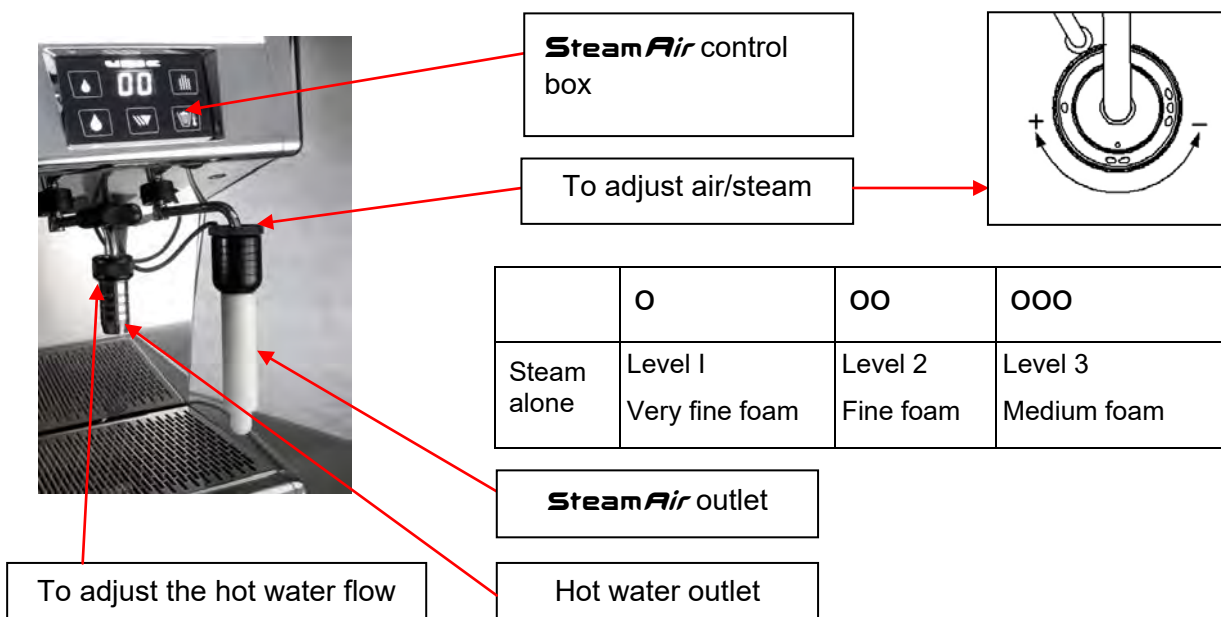 SteamAir control
box
00
To adjust air/steam
+
-
o
oo
ooo
Steam
alone
Level I
Very fine foam
Level 2
Fine foam
Level 3
Medium foam
SteamAir outlet
To adjust the hot water flow
Hot water outlet